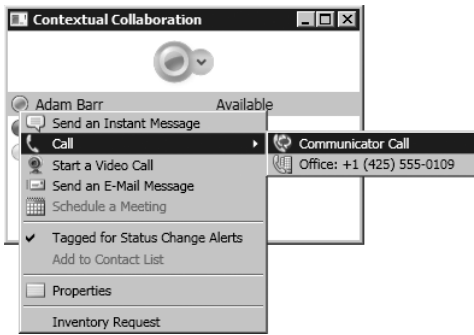 Contextual Collaboration
Adam Barr Available
Send an Instant Message
Call
Communicator Call
Start a Video Call
Office: +1 (425) 555-0109
Send an E-Mail Message
Schedule a Meeting
Tagged for Status Change Alerts
Add to Contact List
Properties
Inventory Request